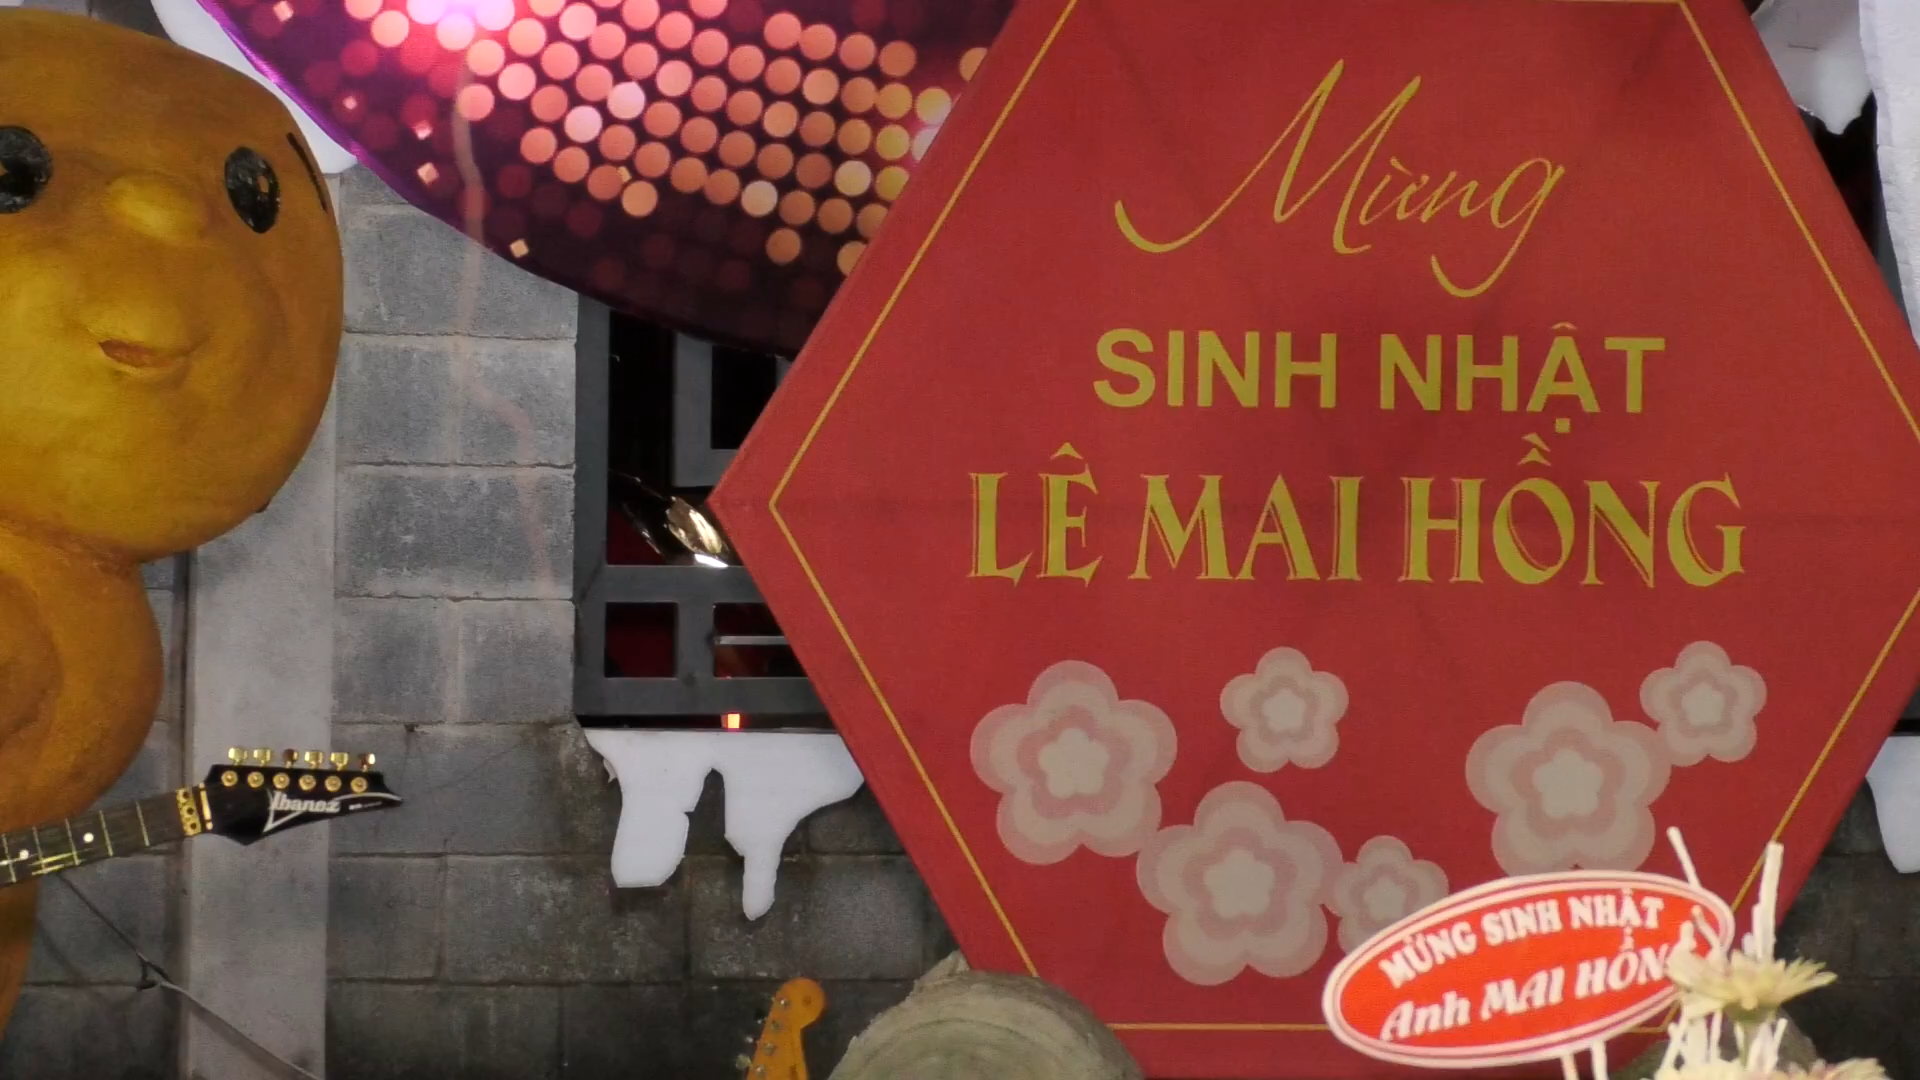 Mừng
SINH NHẬT
LÊ MAI HỒNG
Ibanez
MỪNG SINH NHẬT
Anh MAI HỒNG